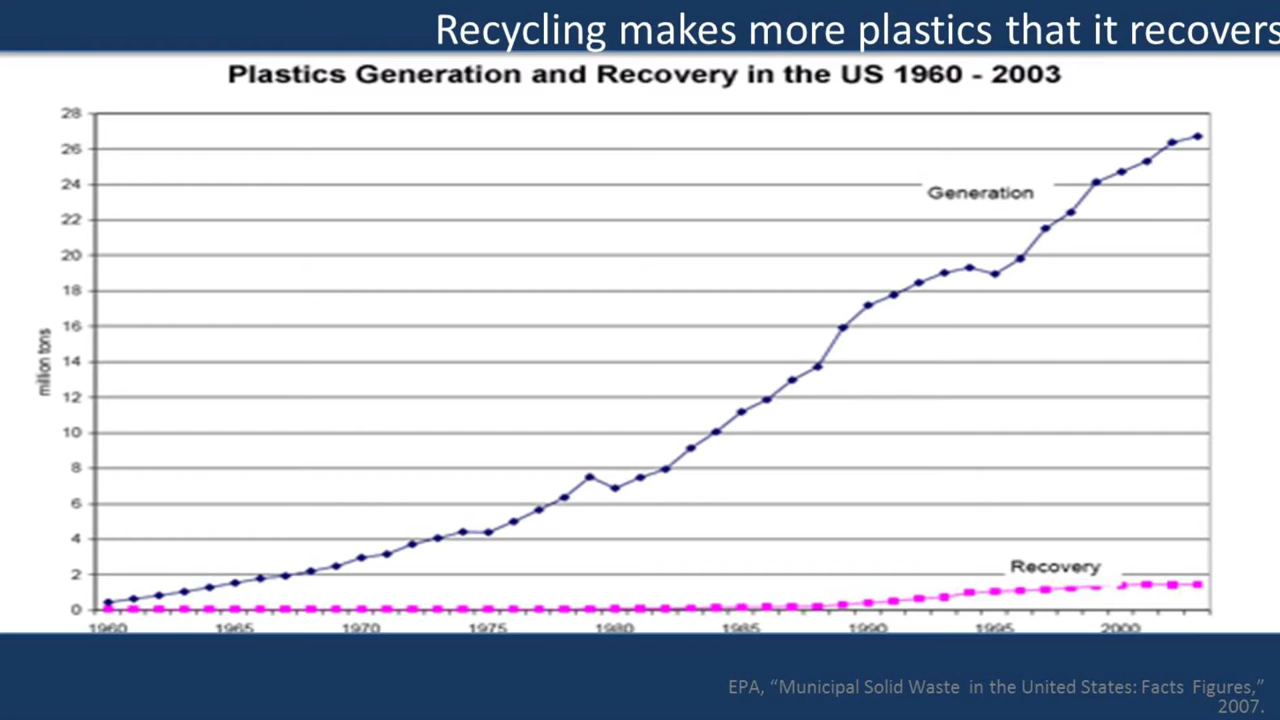 Recycling makes more plastics that it recovers
Plastics Generation and Recovery in the US 1960 - 2003
28
26
24
22
20
18
16
14
12
10
8
6
4
2
0
million tons
Generation
Recovery
1960 1965 1970 1975 1980 1985 1990 1995 2000
EPA, “Municipal Solid Waste in the United States: Facts Figures,”
2007.